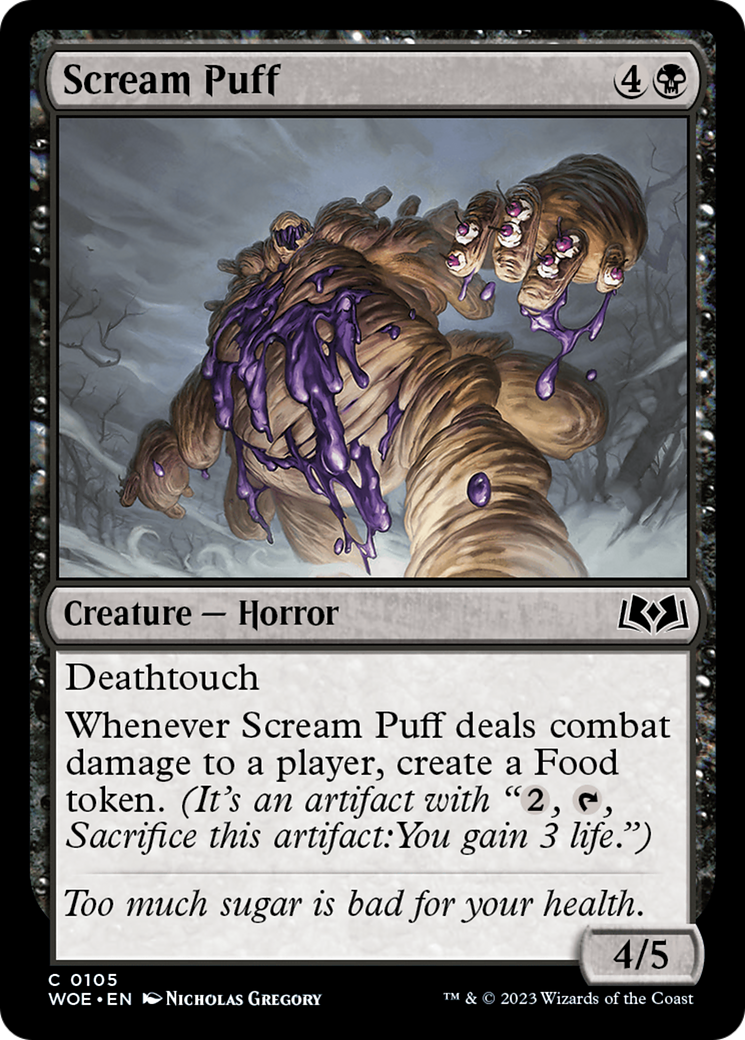 Scream Puff 4
Creature — Horror
Deathtouch
Whenever Scream Puff deals combat
damage to a player, create a Food
token. (It's an artifact with “2, ,
Sacrifice this artifact:You gain 3 life.”)
Too much sugar is bad for your health.
4/5
C 0105
WOE • EN Nicholas Gregory
™ & © 2023 Wizards of the Coast